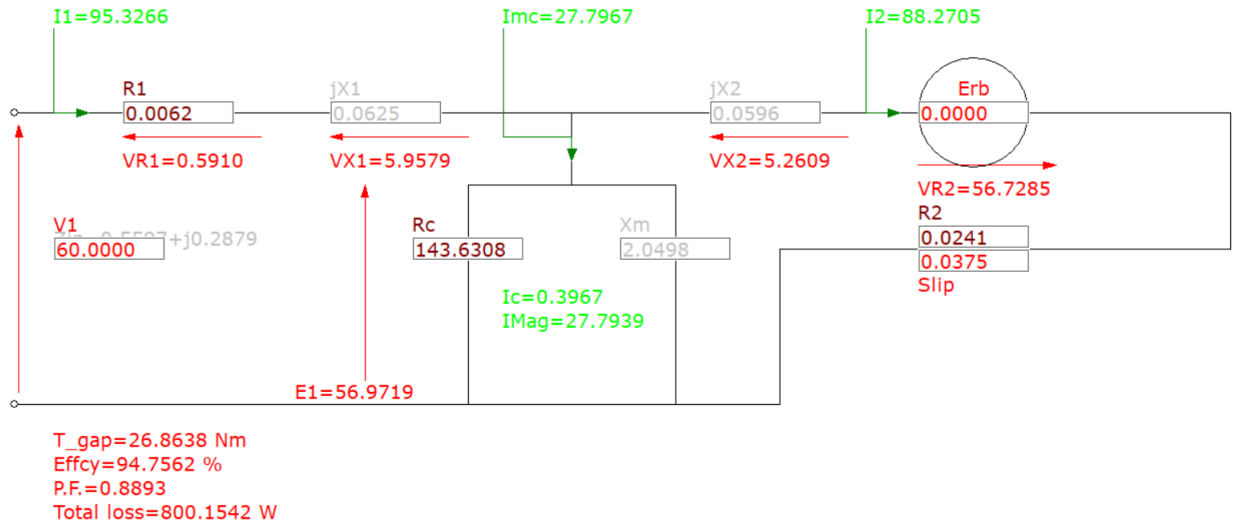 I1=95.3266
Imc=27.7967
I2=88.2705
R1
jX1
jX2
Erb
0.0062
0.0625
0.0596
0.0000
VR1=0.5910
VX1=5.9579
VX2=5.2609
VR2=56.7285
V1
+j0.2879
60.0000
Rc
143.6308
Xm
2.0498
R2
0.0241
0.0375
Slip
Ic=0.3967
IMag=27.7939
E1=56.9719
T_gap=26.8638 Nm
Effcy=94.7562 %
P.F.=0.8893
Total loss=800.1542 W